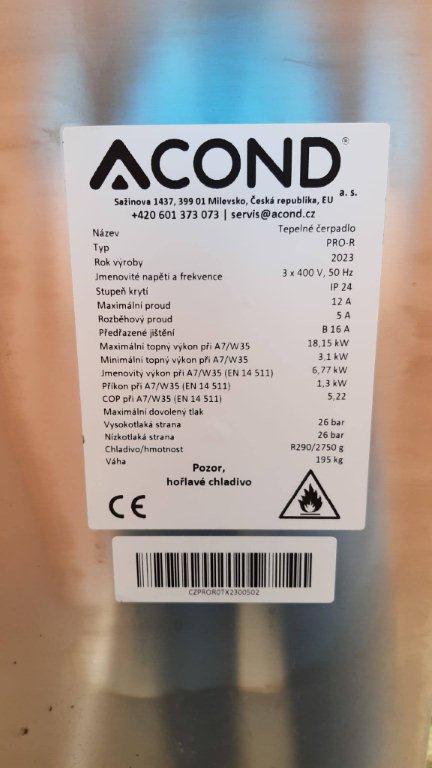 ACOND® a. s.
Sažinova 1437, 399 01 Milevsko, Česká republika, EU
+420 601 373 073 | servis@acond.cz
Název Tepelné čerpadlo
Typ PRO-R
Rok výroby 2023
Jmenovité napětí a frekvence 3 x 400 V, 50 Hz
Stupeň krytí IP 24
Maximální proud 12 A
Rozběhový proud 5 A
Předřazené jištění B 16 A
Maximální topný výkon při A7/W35 18,15 kW
Minimální topný výkon při A7/W35 3,1 kW
Jmenovitý výkon při A7/W35 (EN 14 511) 6,77 kW
Příkon při A7/W35 (EN 14 511) 1,3 kW
COP při A7/W35 (EN 14 511) 5,22
Maximální dovolený tlak
Vysokotlaká strana 26 bar
Nízkotlaká strana 26 bar
Chladivo/hmotnost R290/2750 g
Váha 195 kg
Pozor,
hořlavé chladivo
CE
CZPROR0TX2300502